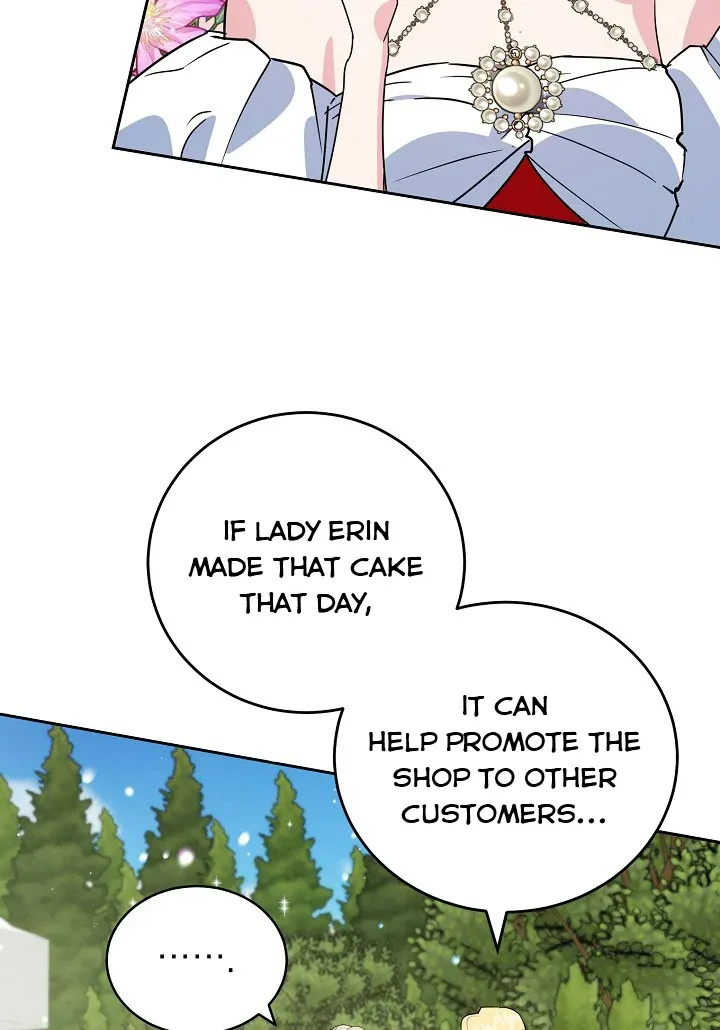 IF LADY ERIN
MADE THAT CAKE
THAT DAY,
IT CAN
HELP PROMOTE THE
SHOP TO OTHER
CUSTOMERS...
.......